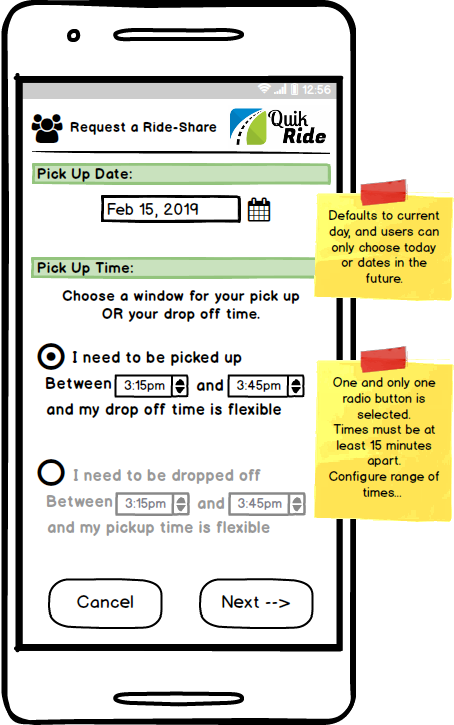 12:56
Request a Ride-Share
Quik
Ride
Pick Up Date:
Feb 15, 2019
Defaults to current
day, and users can
only choose today
or dates in the
future.
Pick Up Time:
Choose a window for your pick up
OR your drop off time.
I need to be picked up
Between 3:15pm and 3:45pm
and my drop off time is flexible
One and only one
radio button is
selected.
Times must be at
least 15 minutes
apart.
Configure range of
times...
I need to be dropped off
Between 3:15pm and 3:45pm
and my pickup time is flexible
Cancel
Next -->